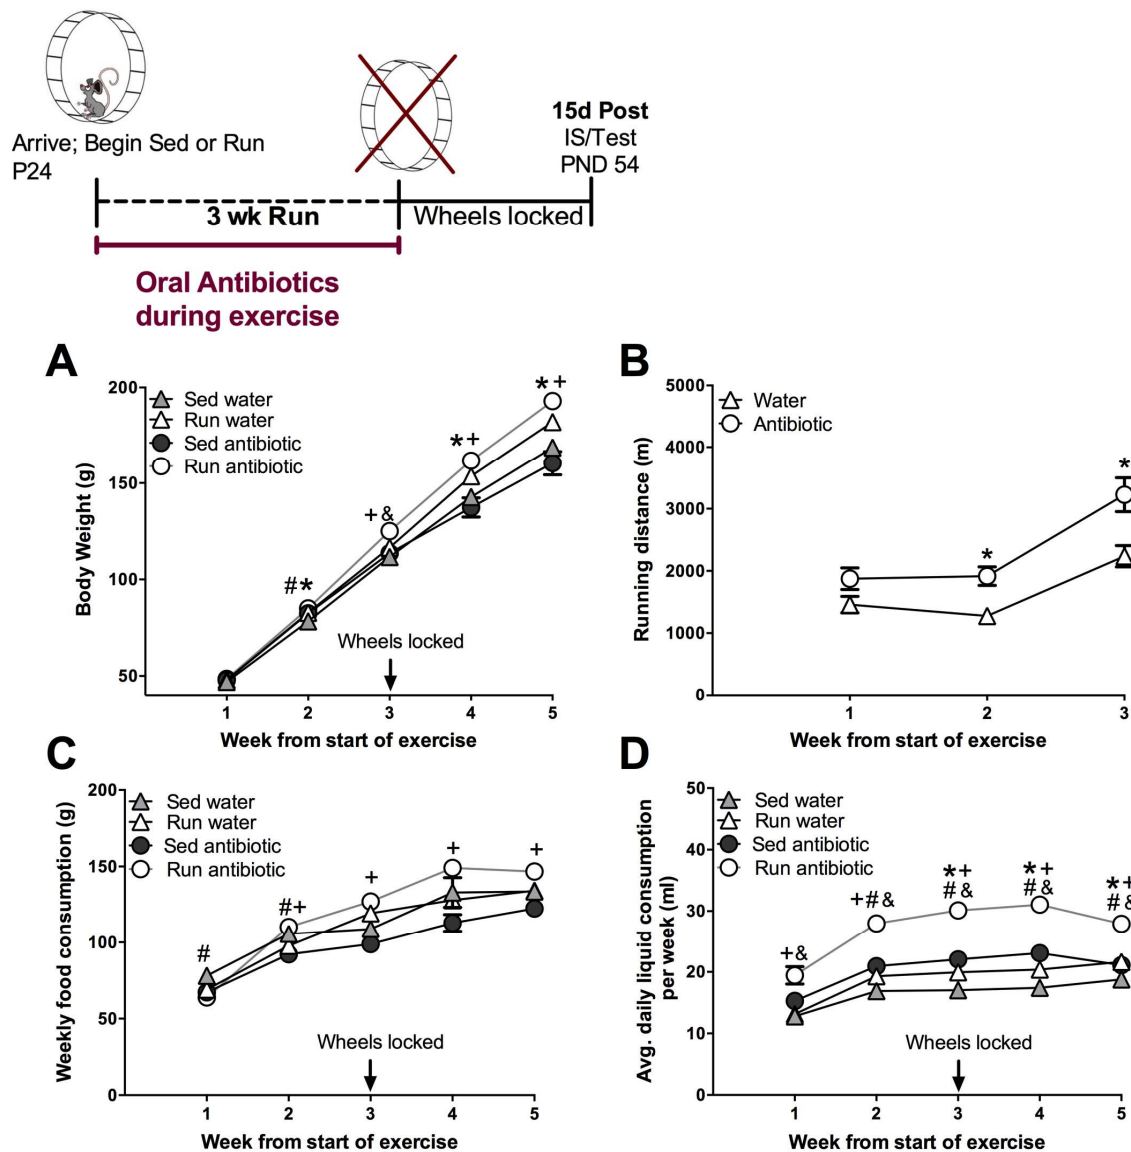 Arrive; Begin Sed or Run
P24
15d Post
IS/Test
PND 54
3 wk Run
Wheels locked
Oral Antibiotics
during exercise
A
200
150
100
50
Body Weight (g)
Sed water
Run water
Sed antibiotic
Run antibiotic
#*
+&
*+
*+
Wheels locked
1 2 3 4 5
Week from start of exercise
B
5000
4000
3000
2000
1000
0
Running distance (m)
Water
Antibiotic
*
*
1 2 3
Week from start of exercise
C
200
150
100
50
0
Weekly food consumption (g)
Sed water
Run water
Sed antibiotic
Run antibiotic
#
#+
+
+
+
Wheels locked
1 2 3 4 5
Week from start of exercise
D
50
40
30
20
10
0
Avg. daily liquid consumption
per week (ml)
Sed water
Run water
Sed antibiotic
Run antibiotic
+&
+#&
*+
#&
*+
#&
*+
#&
Wheels locked
1 2 3 4 5
Week from start of exercise